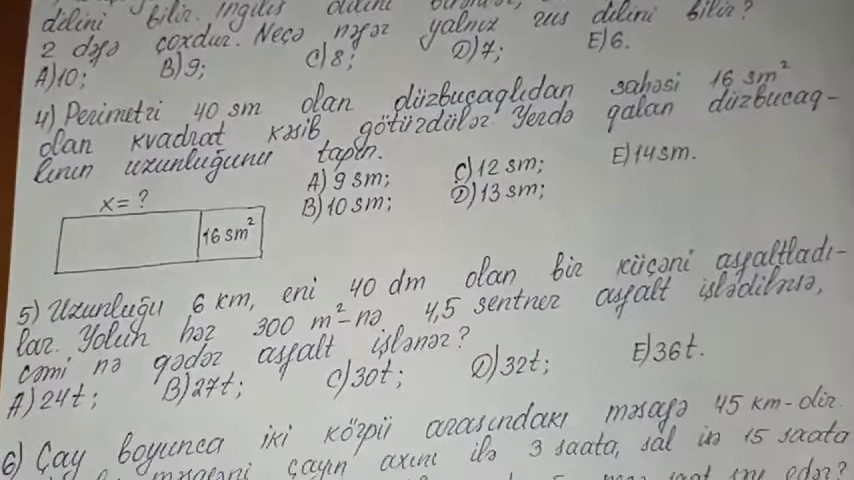 dilini bilir. İngilis dilini
2 dəfə çoxdur. Neçə nəfər yalnız rus dilini bilir?
A)10; B)9; C)8; D)7; E)6.
4) Perimetri 40 sm olan düzbucaqlıdan sahəsi 16 sm²
olan kvadrat kəsib götürdülər. Yerdə qalan düzbucaq-
lının uzunluğunu tapın.
A) 9 sm; C)12 sm; E)14sm.
B)10 sm; D)13 sm;
x=?
16 sm²
5) Uzunluğu 6 km, eni 40 dm olan bir küçəni asfaltladı-
lar. Yolun hər 300 m²-nə 4,5 sentner asfalt işlədilərsə,
cəmi nə qədər asfalt işlənər?
A)24t; B)27t; C)30t; D)32t; E)36t.
6) Çay boyunca iki körpü arasındakı məsafə 45 km-dir.
məsafəni çayın axını ilə 3 saata, sal isə 15 saata
saat edər?